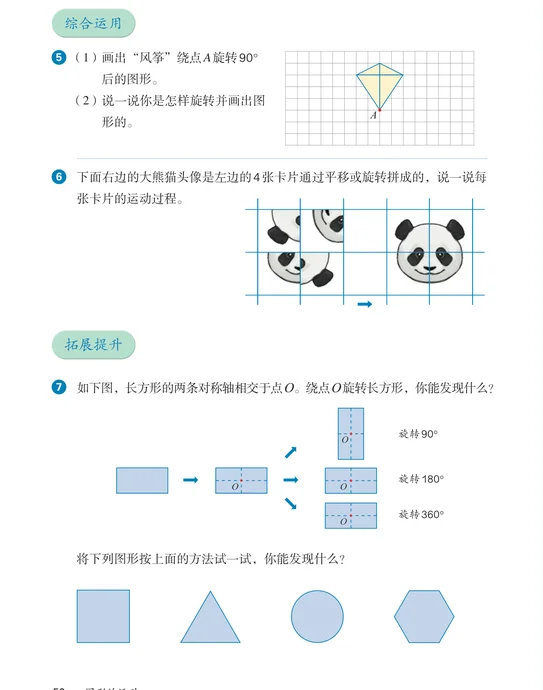 综合运用
5 （1）画出“风筝”绕点A旋转90°
后的图形。
（2）说一说你是怎样旋转并画出图
形的。
A
6 下面右边的大熊猫头像是左边的4张卡片通过平移或旋转拼成的，说一说每
张卡片的运动过程。
拓展提升
7 如下图，长方形的两条对称轴相交于点O。绕点O旋转长方形，你能发现什么？
O
旋转90°
O
O
旋转180°
O
旋转360°
将下列图形按上面的方法试一试，你能发现什么？